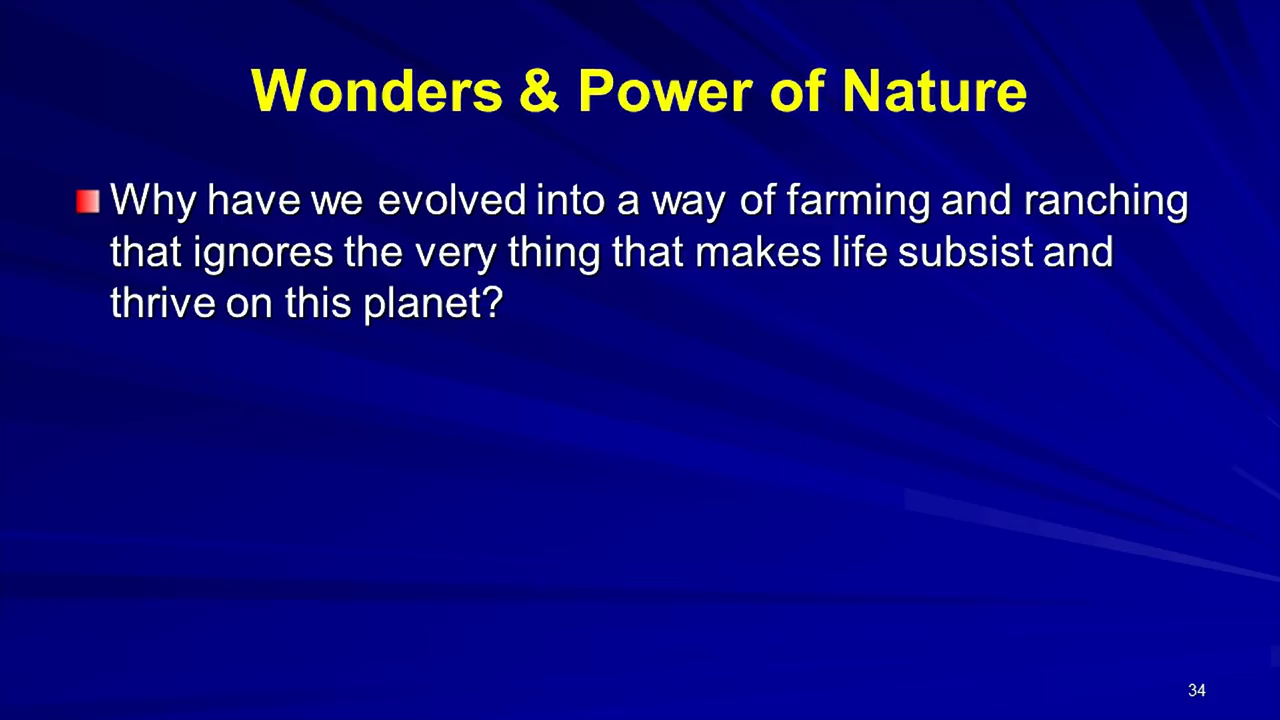 Wonders & Power of Nature
Why have we evolved into a way of farming and ranching
that ignores the very thing that makes life subsist and
thrive on this planet?
34